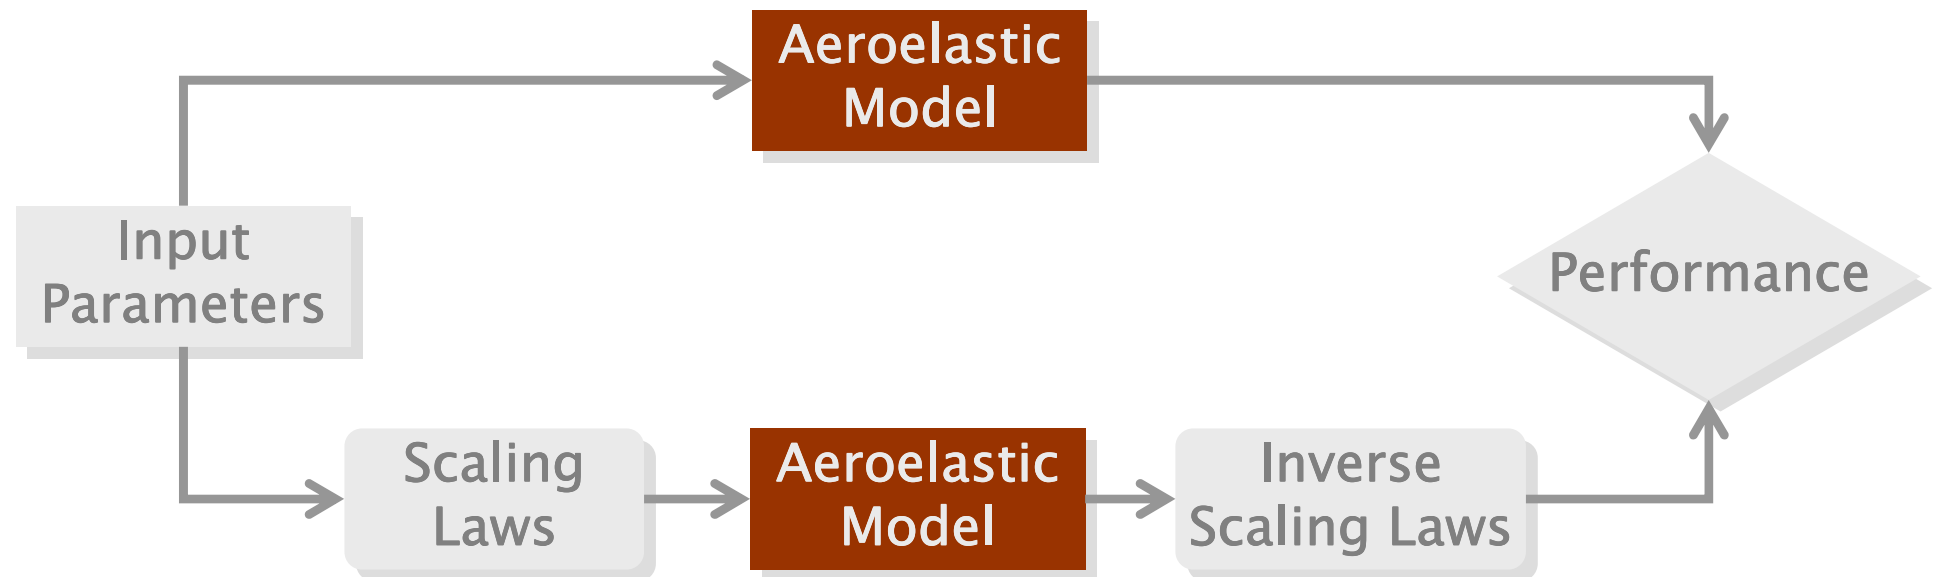 Aeroelastic
Model
Input
Parameters
Performance
Scaling
Laws
Aeroelastic
Model
Inverse
Scaling Laws